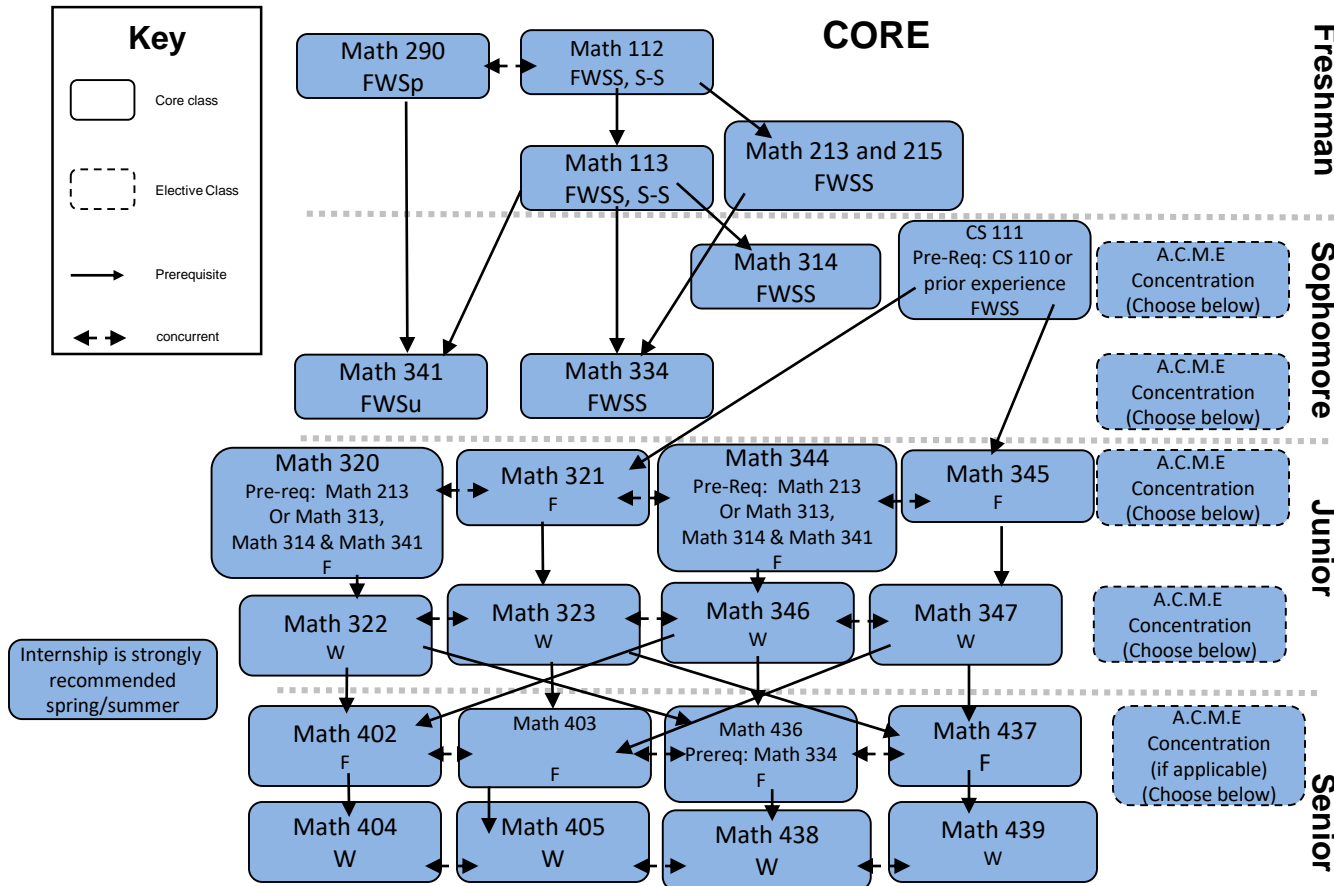 Key
Core class
Elective Class
Prerequisite
concurrent
CORE
Freshman
Math 290
FWSp
Math 112
FWSS, S-S
Math 113
FWSS, S-S
Math 213 and 215
FWSS
Sophomore
Math 314
FWSS
CS 111
Pre-Req: CS 110 or
prior experience
FWSS
A.C.M.E
Concentration
(Choose below)
Math 341
FWSu
Math 334
FWSS
A.C.M.E
Concentration
(Choose below)
Junior
Math 320
Pre-req: Math 213
Or Math 313,
Math 314 & Math 341
F
Math 321
F
Math 344
Pre-Req: Math 213
Or Math 313,
Math 314 & Math 341
F
Math 345
F
A.C.M.E
Concentration
(Choose below)
Math 322
W
Math 323
W
Math 346
W
Math 347
W
A.C.M.E
Concentration
(Choose below)
Internship is strongly
recommended
spring/summer
Senior
Math 402
F
Math 403
F
Math 436
Prereq: Math 334
F
Math 437
F
A.C.M.E
Concentration
(if applicable)
(Choose below)
Math 404
W
Math 405
W
Math 438
W
Math 439
W